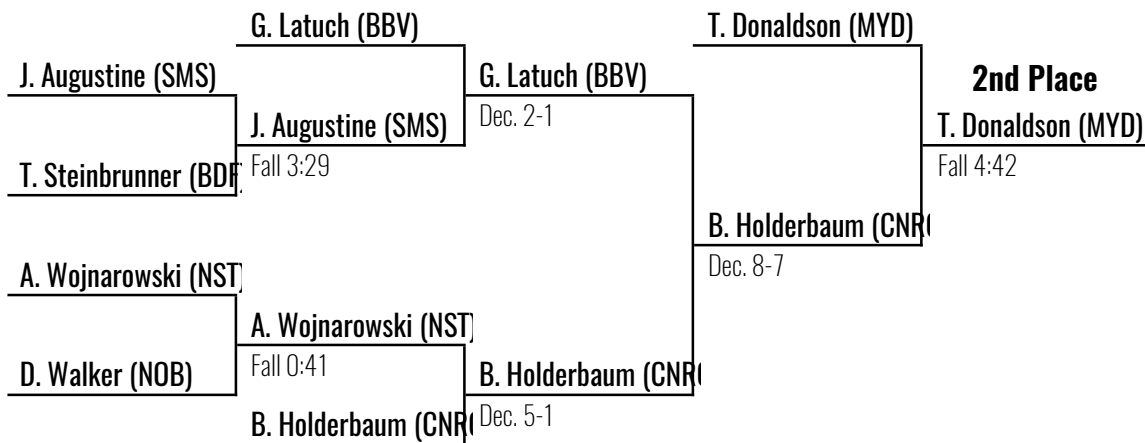 G. Latuch (BBV)
T. Donaldson (MYD)
J. Augustine (SMS)
G. Latuch (BBV)
2nd Place
Dec. 2-1
J. Augustine (SMS)
T. Donaldson (MYD)
Fall 3:29
Fall 4:42
T. Steinbrunner (BDF)
B. Holderbaum (CNR
Dec. 8-7
A. Wojnarowski (NST)
A. Wojnarowski (NST)
Fall 0:41
D. Walker (NOB)
B. Holderbaum (CNR
Dec. 5-1
B. Holderbaum (CNR